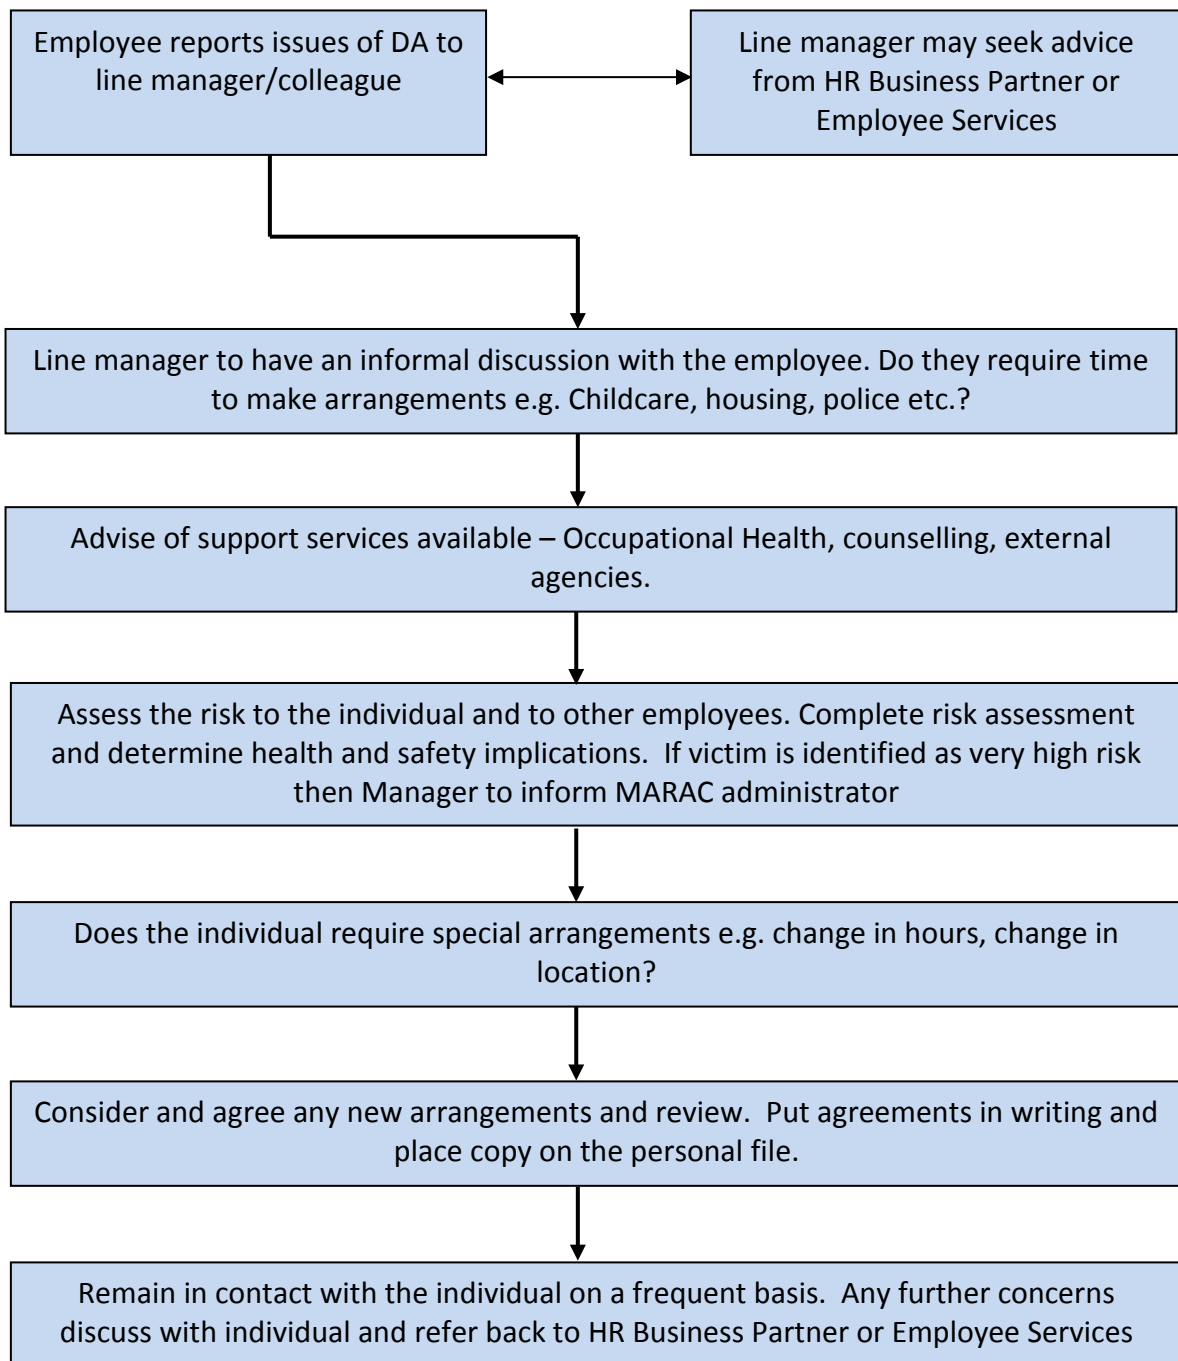 Employee reports issues of DA to
line manager/colleague
Line manager may seek advice
from HR Business Partner or
Employee Services
Line manager to have an informal discussion with the employee. Do they require time
to make arrangements e.g. Childcare, housing, police etc.?
Advise of support services available – Occupational Health, counselling, external
agencies.
Assess the risk to the individual and to other employees. Complete risk assessment
and determine health and safety implications.  If victim is identified as very high risk
then Manager to inform MARAC administrator
Does the individual require special arrangements e.g. change in hours, change in
location?
Consider and agree any new arrangements and review.  Put agreements in writing and
place copy on the personal file.
Remain in contact with the individual on a frequent basis.  Any further concerns
discuss with individual and refer back to HR Business Partner or Employee Services